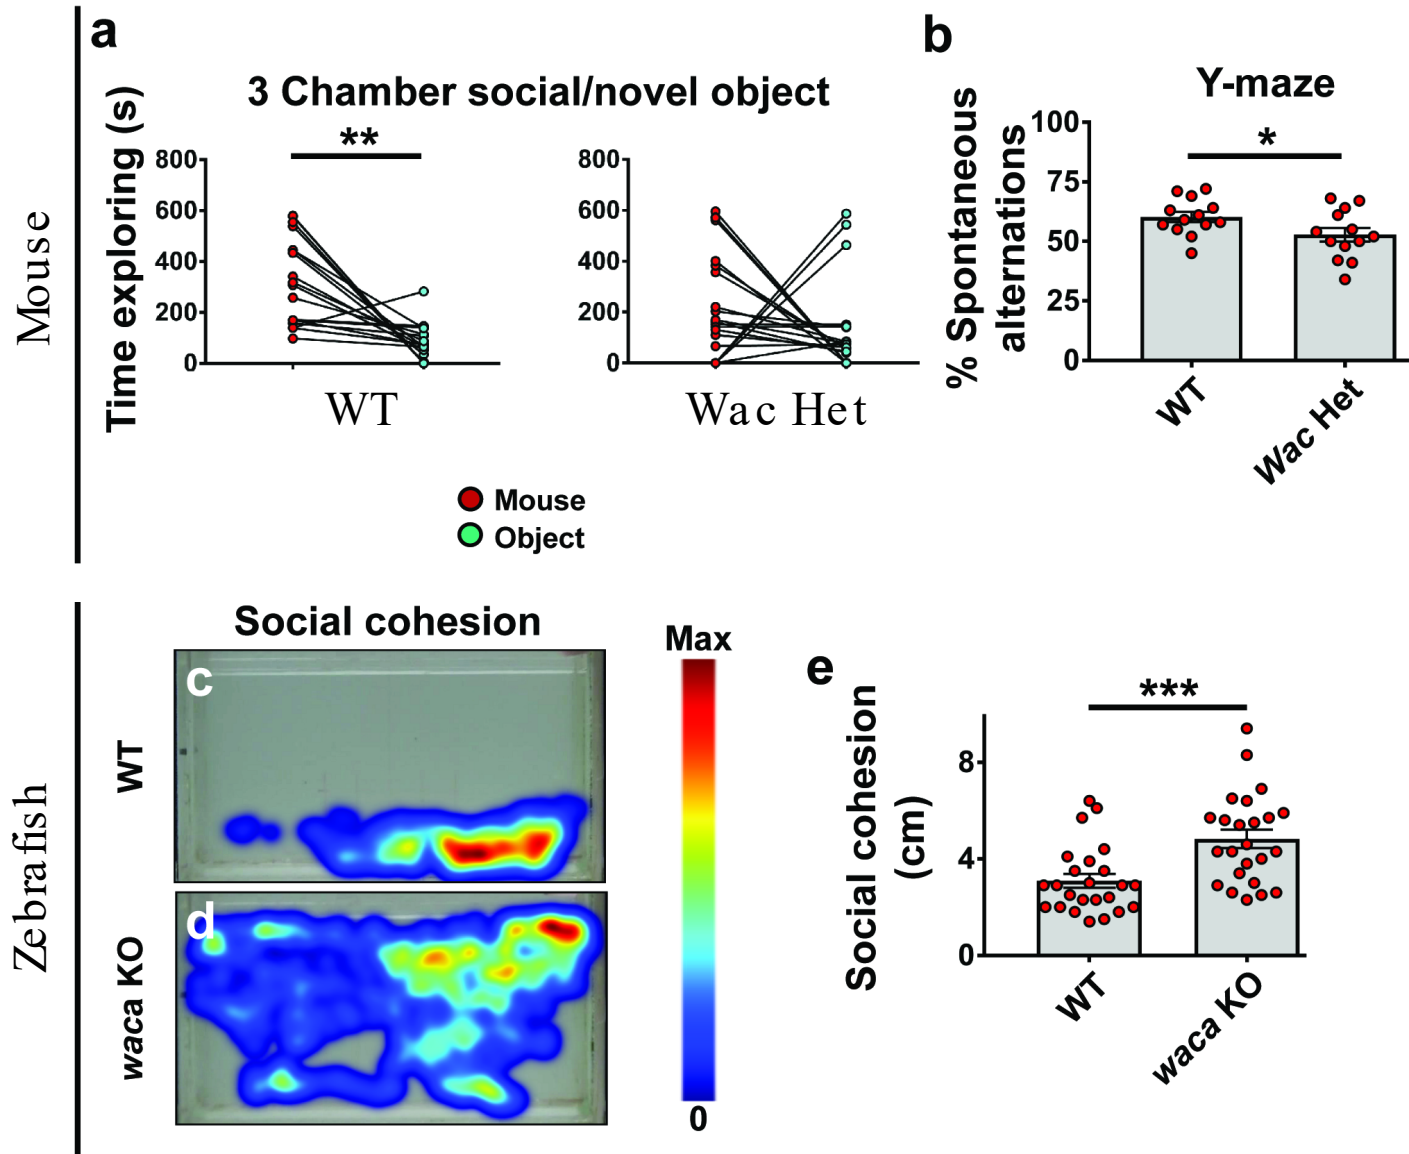 Mouse
a
3 Chamber social/novel object
Time exploring (s)
**
800
600
400
200
0
WT
800
600
400
200
0
Wac Het
Mouse
Object
b
Y-maze
% Spontaneous
alternations
*
100
75
50
25
0
WT
Wac Het
Zebrafish
Social cohesion
WT
c
waca KO
d
Max
0
e
Social cohesion
(cm)
***
8
4
0
WT
waca KO